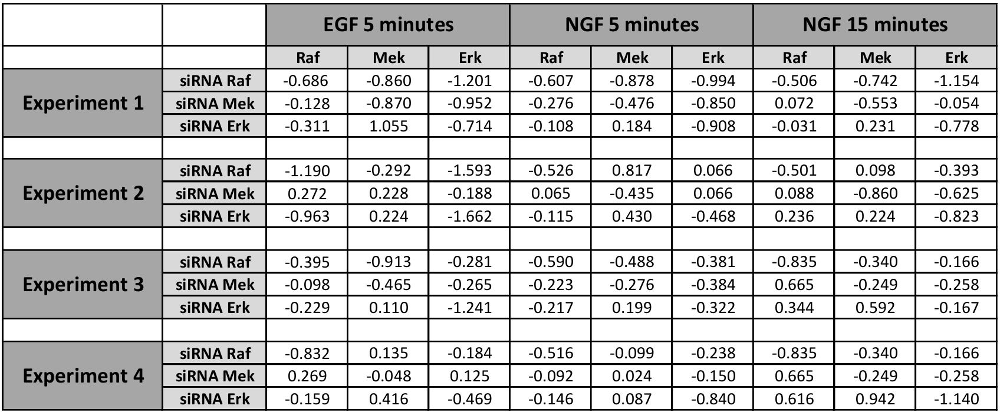 EGF 5 minutes NGF 5 minutes NGF 15 minutes
Raf Mek Erk Raf Mek Erk Raf Mek Erk
Experiment 1
siRNA Raf -0.686 -0.860 -1.201 -0.607 -0.878 -0.994 -0.506 -0.742 -1.154
siRNA Mek -0.128 -0.870 -0.952 -0.276 -0.476 -0.850 0.072 -0.553 -0.054
siRNA Erk -0.311 1.055 -0.714 -0.108 0.184 -0.908 -0.031 0.231 -0.778
Experiment 2
siRNA Raf -1.190 -0.292 -1.593 -0.526 0.817 0.066 -0.501 0.098 -0.393
siRNA Mek 0.272 0.228 -0.188 0.065 -0.435 0.066 0.088 -0.860 -0.625
siRNA Erk -0.963 0.224 -1.662 -0.115 0.430 -0.468 0.236 0.224 -0.823
Experiment 3
siRNA Raf -0.395 -0.913 -0.281 -0.590 -0.488 -0.381 -0.835 -0.340 -0.166
siRNA Mek -0.098 -0.465 -0.265 -0.223 -0.276 -0.384 0.665 -0.249 -0.258
siRNA Erk -0.229 0.110 -1.241 -0.217 0.199 -0.322 0.344 0.592 -0.167
Experiment 4
siRNA Raf -0.832 0.135 -0.184 -0.516 -0.099 -0.238 -0.835 -0.340 -0.166
siRNA Mek 0.269 -0.048 0.125 -0.092 0.024 -0.150 0.665 -0.249 -0.258
siRNA Erk -0.159 0.416 -0.469 -0.146 0.087 -0.840 0.616 0.942 -1.140